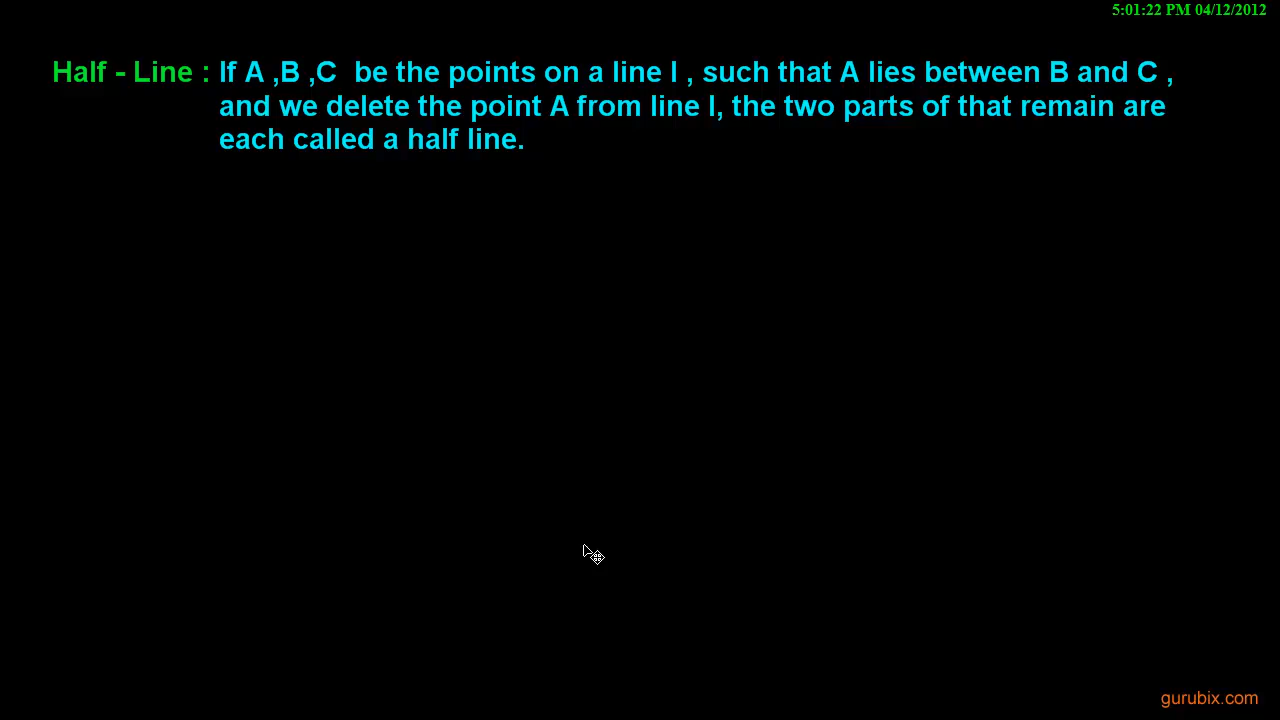 5:01:22 PM 04/12/2012
Half - Line : If A ,B ,C be the points on a line l , such that A lies between B and C ,
and we delete the point A from line l, the two parts of that remain are
each called a half line.
gurubix.com